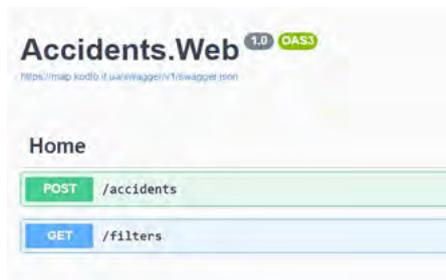 Accidents.Web 1.0 OAS3
Home
POST /accidents
GET /filters